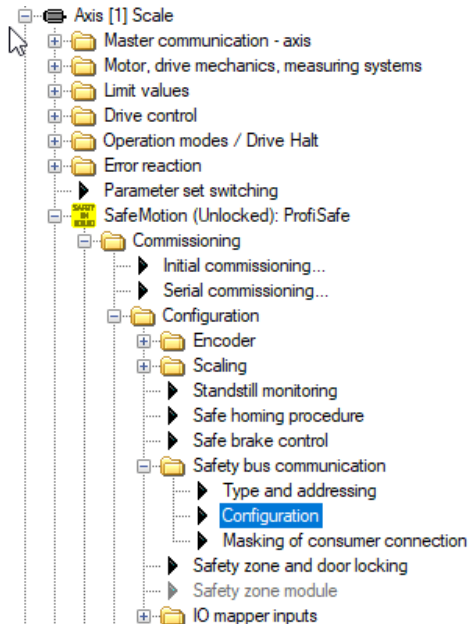 Axis [1] Scale
Master communication - axis
Motor, drive mechanics, measuring systems
Limit values
Drive control
Operation modes / Drive Halt
Error reaction
Parameter set switching
SafeMotion (Unlocked): ProfiSafe
Commissioning
Initial commissioning...
Serial commissioning...
Configuration
Encoder
Scaling
Standstill monitoring
Safe homing procedure
Safe brake control
Safety bus communication
Type and addressing
Configuration
Masking of consumer connection
Safety zone and door locking
Safety zone module
IO mapper inputs